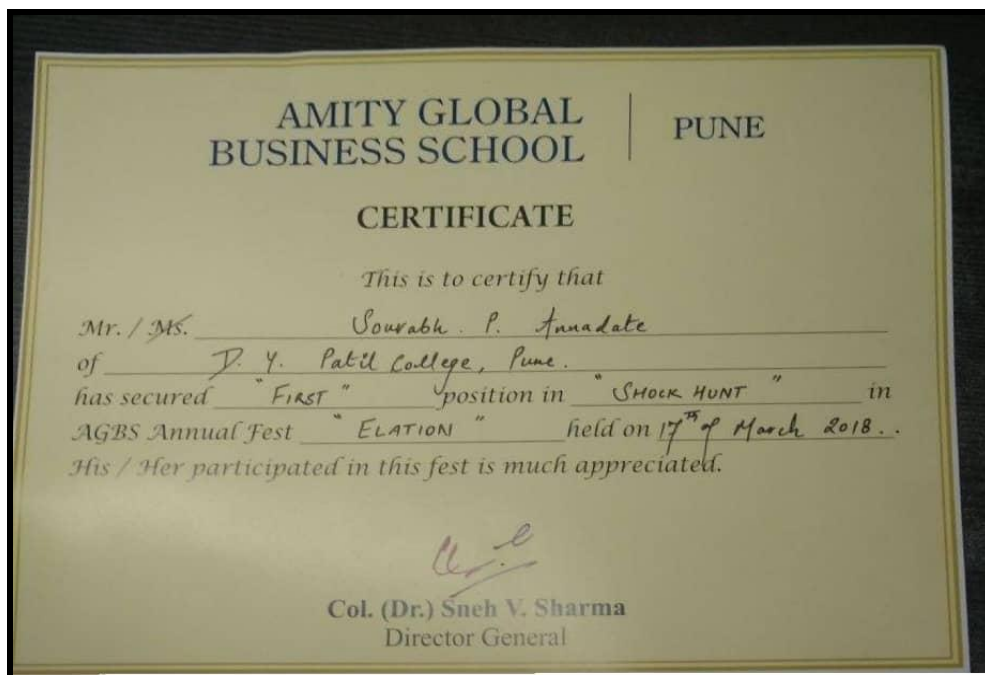 AMITY GLOBAL
BUSINESS SCHOOL
PUNE
CERTIFICATE
This is to certify that
Mr. / Ms. Sourabh. P. Annadate
of D. Y. Patil College, Pune.
has secured "FIRST" position in "SHOCK HUNT" in
AGBS Annual Fest "ELATION" held on 17th of March 2018..
His / Her participated in this fest is much appreciated.
Col. (Dr.) Sneh V. Sharma
Director General